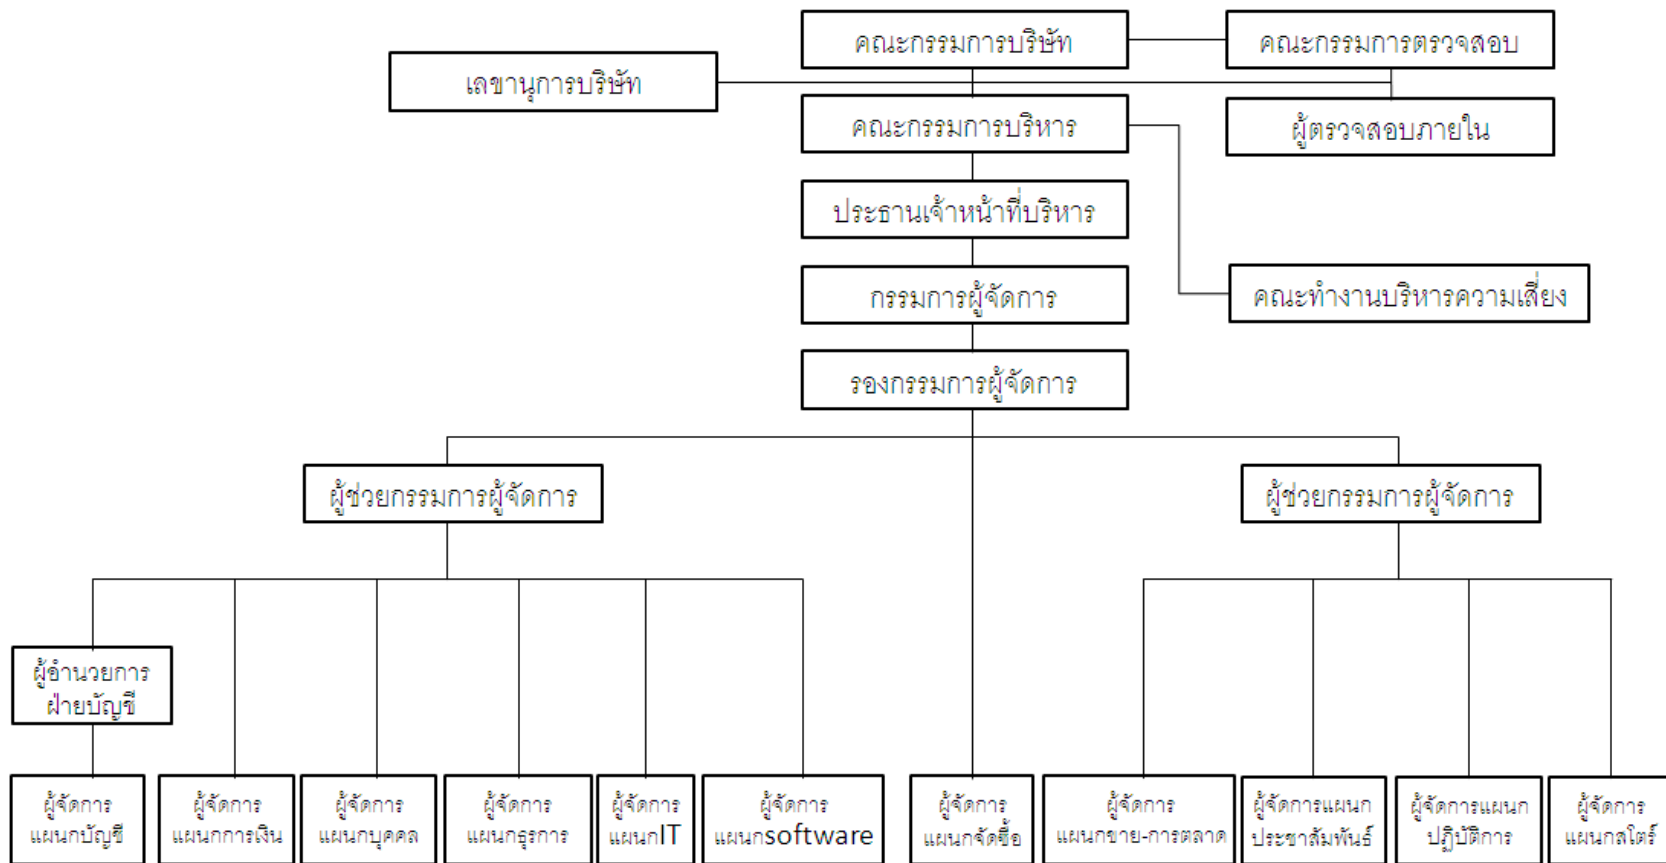 คณะกรรมการบริษัท
คณะกรรมการตรวจสอบ
เลขานุการบริษัท
คณะกรรมการบริหาร
ผู้ตรวจสอบภายใน
ประธานเจ้าหน้าที่บริหาร
กรรมการผู้จัดการ
คณะทำงานบริหารความเสี่ยง
รองกรรมการผู้จัดการ
ผู้ช่วยกรรมการผู้จัดการ
ผู้ช่วยกรรมการผู้จัดการ
ผู้อำนวยการ
ฝ่ายบัญชี
ผู้จัดการ
แผนกบัญชี
ผู้จัดการ
แผนกการเงิน
ผู้จัดการ
แผนกบุคคล
ผู้จัดการ
แผนกธุรการ
ผู้จัดการ
แผนกIT
ผู้จัดการ
แผนกsoftware
ผู้จัดการ
แผนกจัดซื้อ
ผู้จัดการ
แผนกขาย-การตลาด
ผู้จัดการแผนก
ประชาสัมพันธ์
ผู้จัดการแผนก
ปฏิบัติการ
ผู้จัดการ
แผนกสโตร์